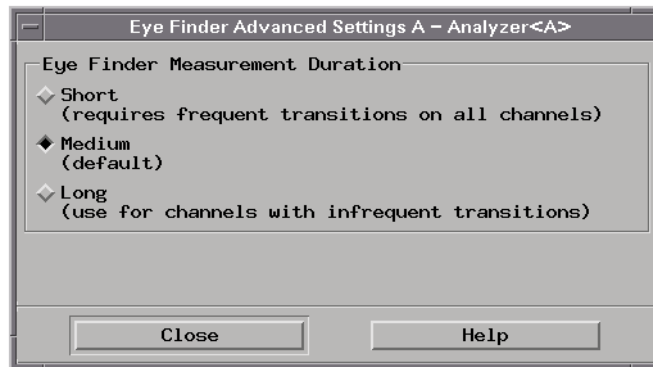 Eye Finder Advanced Settings A – Analyzer<A>
Eye Finder Measurement Duration
Short
(requires frequent transitions on all channels)
Medium
(default)
Long
(use for channels with infrequent transitions)
Close Help